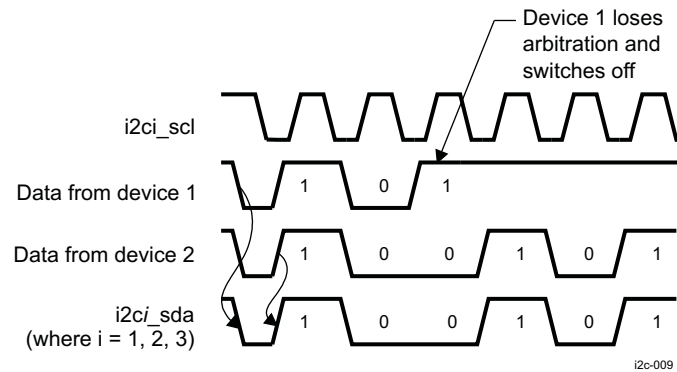 Device 1 loses
arbitration and
switches off
i2ci_scl
Data from device 1
1 0 1
Data from device 2
1 0 0 1 0 1
i2ci_sda
(where i = 1, 2, 3)
1 0 0 1 0 1
i2c-009